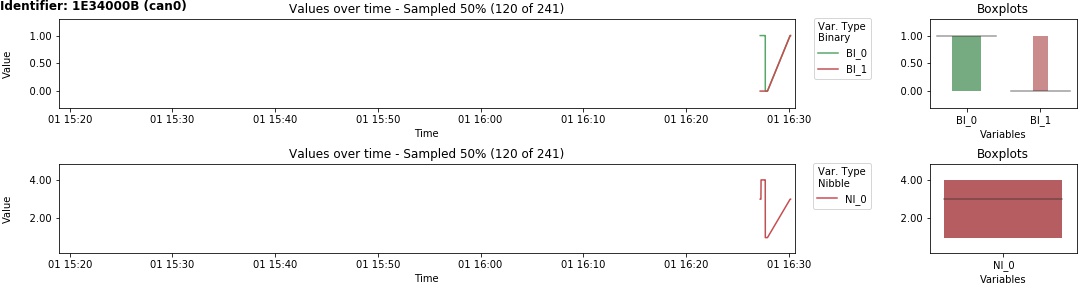 Identifier: 1E34000B (can0)
Values over time - Sampled 50% (120 of 241)
Value
1.00
0.50
0.00
01 15:20 01 15:30 01 15:40 01 15:50 01 16:00 01 16:10 01 16:20 01 16:30
Time
Var. Type
Binary
BI_0
BI_1
Boxplots
1.00
0.50
0.00
BI_0 BI_1
Variables
Values over time - Sampled 50% (120 of 241)
Value
4.00
2.00
01 15:20 01 15:30 01 15:40 01 15:50 01 16:00 01 16:10 01 16:20 01 16:30
Time
Var. Type
Nibble
NI_0
Boxplots
4.00
2.00
NI_0
Variables